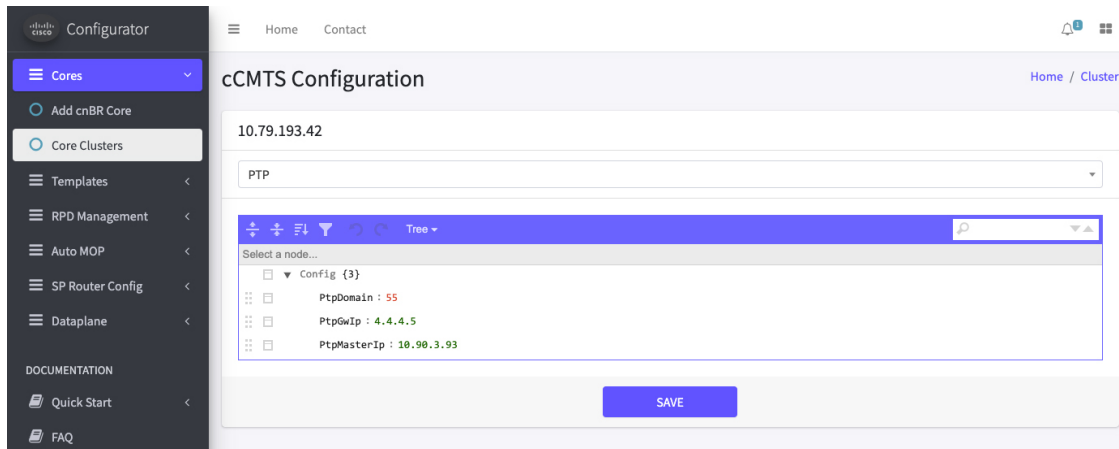 cisco Configurator
Home Contact
1
Cores
Add cnBR Core
Core Clusters
Templates
RPD Management
Auto MOP
SP Router Config
Dataplane
DOCUMENTATION
Quick Start
FAQ
cCMTS Configuration
Home / Cluster
10.79.193.42
PTP
Tree
Select a node...
Config {3}
PtpDomain : 55
PtpGwIp : 4.4.4.5
PtpMasterIp : 10.90.3.93
SAVE